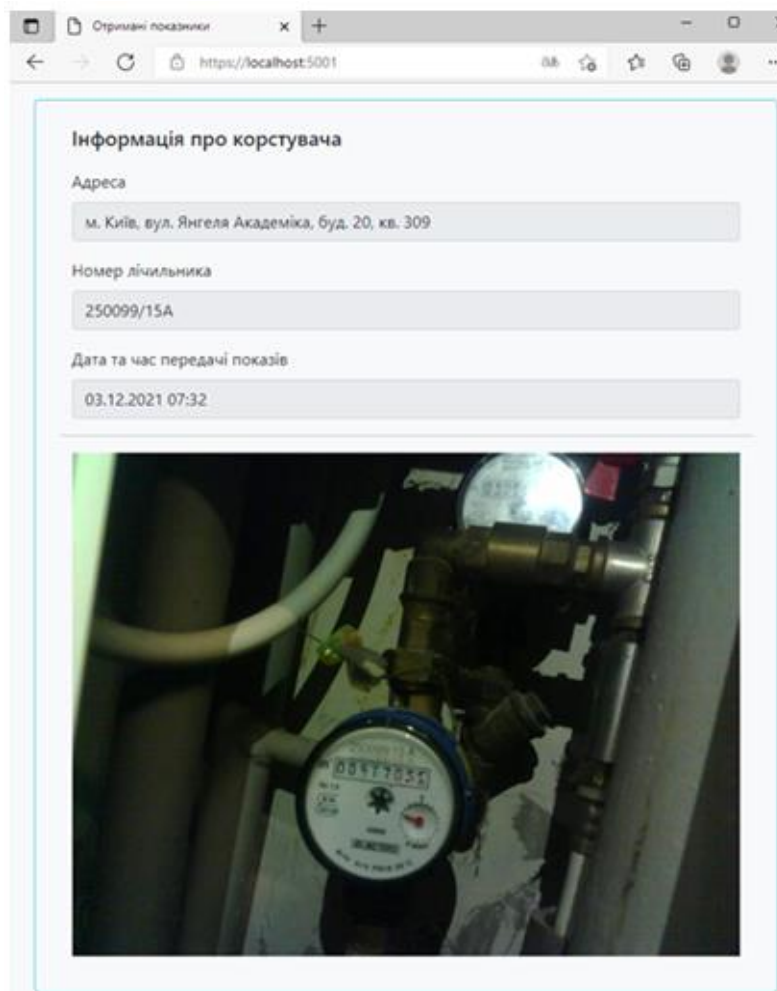 Отримані показники
https://localhost:5001
Інформація про корстувача
Адреса
м. Київ, вул. Янгеля Академіка, буд. 20, кв. 309
Номер лічильника
250099/15А
Дата та час передачі показів
03.12.2021 07:32